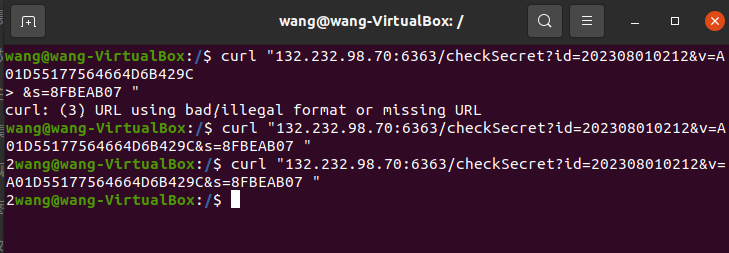 wang@wang-VirtualBox: /
wang@wang-VirtualBox:/$ curl "132.232.98.70:6363/checkSecret?id=202308010212&v=A
01D55177564664D6B429C
> &s=8FBEAB07 "
curl: (3) URL using bad/illegal format or missing URL
wang@wang-VirtualBox:/$ curl "132.232.98.70:6363/checkSecret?id=202308010212&v=A
01D55177564664D6B429C&s=8FBEAB07 "
2wang@wang-VirtualBox:/$ curl "132.232.98.70:6363/checkSecret?id=202308010212&v=
A01D55177564664D6B429C&s=8FBEAB07 "
2wang@wang-VirtualBox:/$